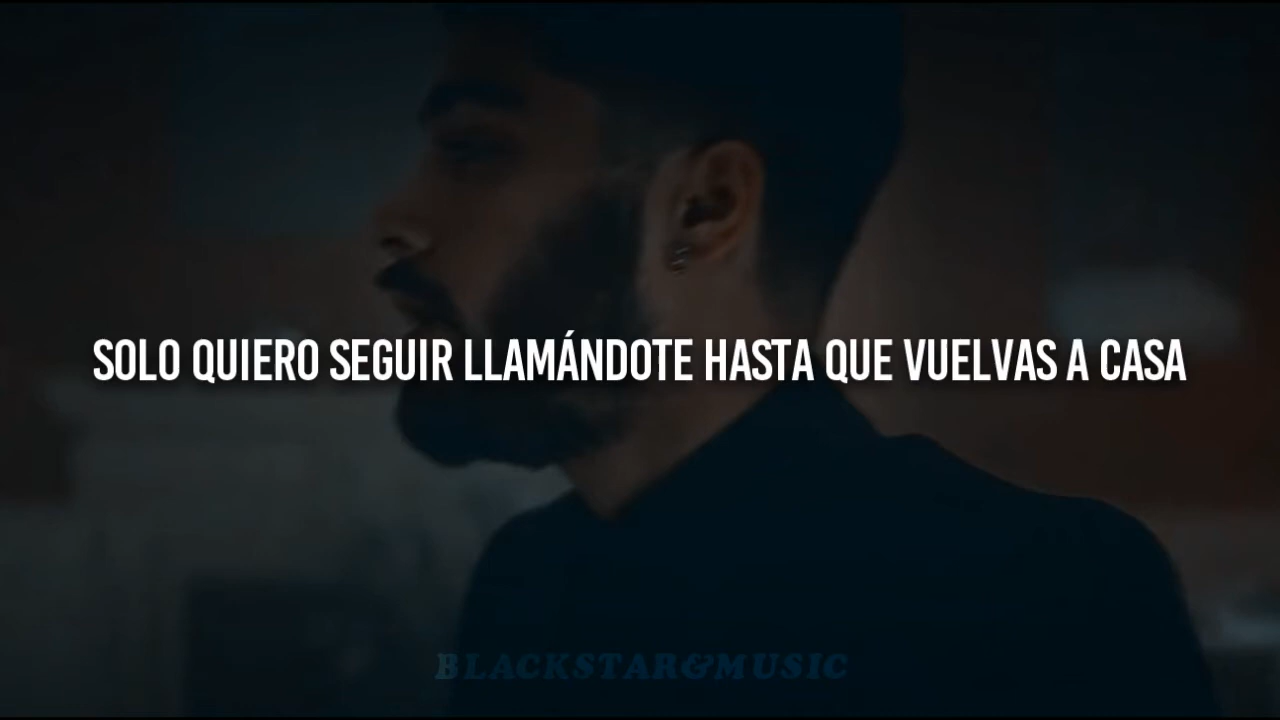 SOLO QUIERO SEGUIR LLAMÁNDOTE HASTA QUE VUELVAS A CASA
BLACKSTAR&MUSIC